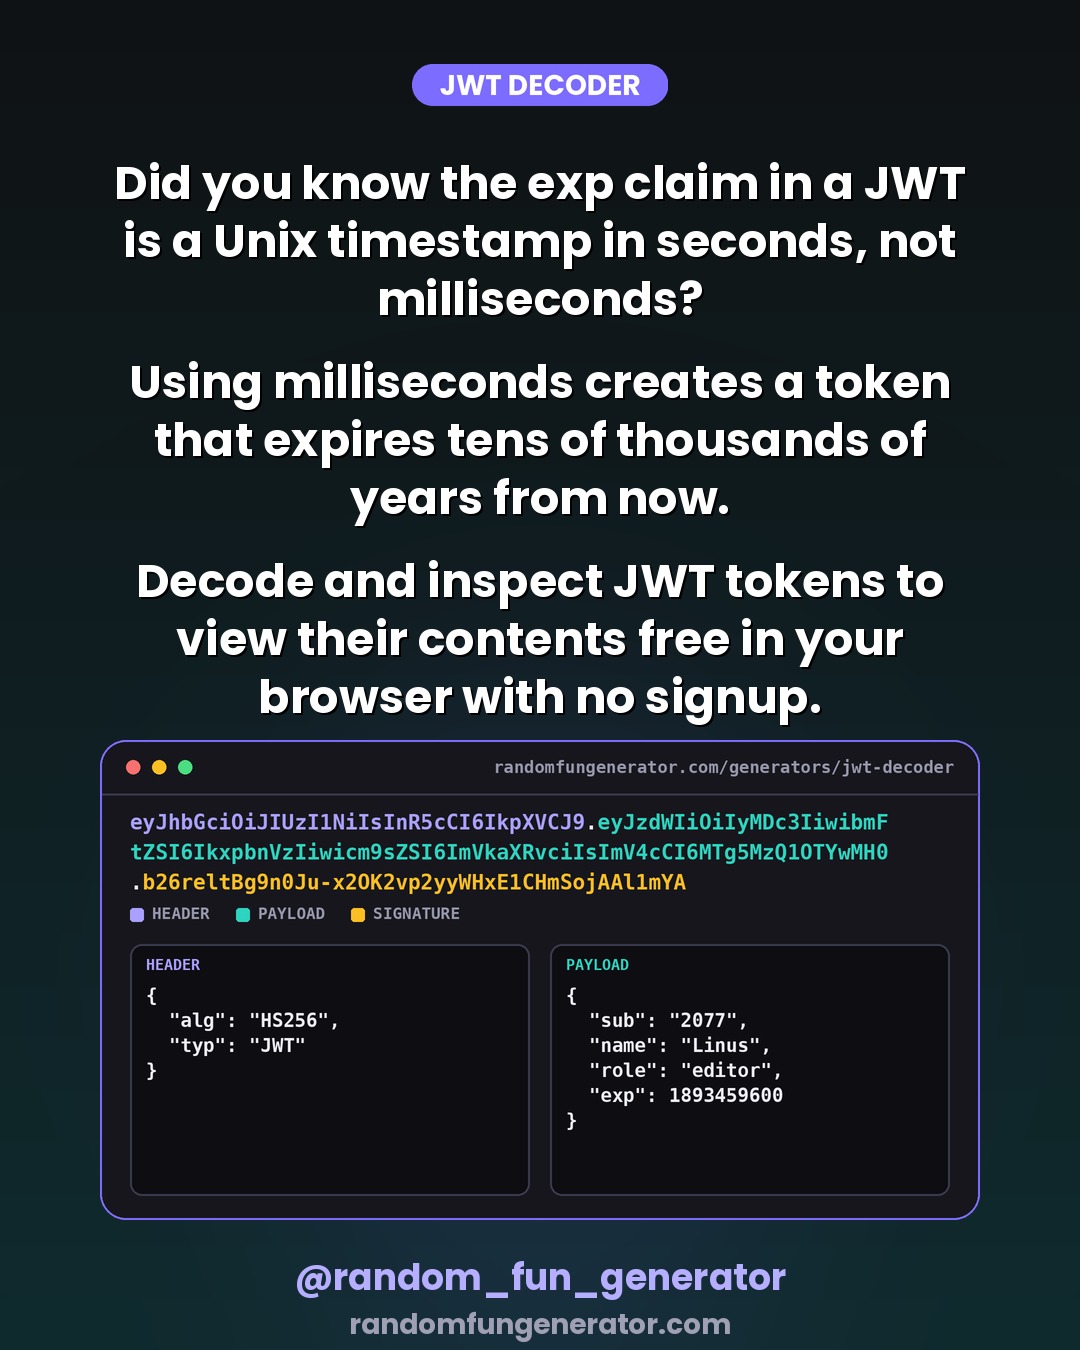 JWT DECODER
Did you know the exp claim in a JWT
is a Unix timestamp in seconds, not
milliseconds?
Using milliseconds creates a token
that expires tens of thousands of
years from now.
Decode and inspect JWT tokens to
view their contents free in your
browser with no signup.
randomfungenerator.com/generators/jwt-decoder
eyJhbGciOiJIUzI1NiIsInR5cCI6IkpXVCJ9.eyJzdWIiOiIyMDc3IiwibmF
tZSI6IkxpbnVzIiwicm9sZSI6ImVkaXRvciIsImV4cCI6MTg5MzQ1OTYwMH0
.b26reltBg9n0Ju-x2OK2vp2yyWHxE1CHmSojAAl1mYA
HEADER PAYLOAD SIGNATURE
HEADER
{
"alg": "HS256",
"typ": "JWT"
}
PAYLOAD
{
"sub": "2077",
"name": "Linus",
"role": "editor",
"exp": 1893459600
}
@random_fun_generator
randomfungenerator.com